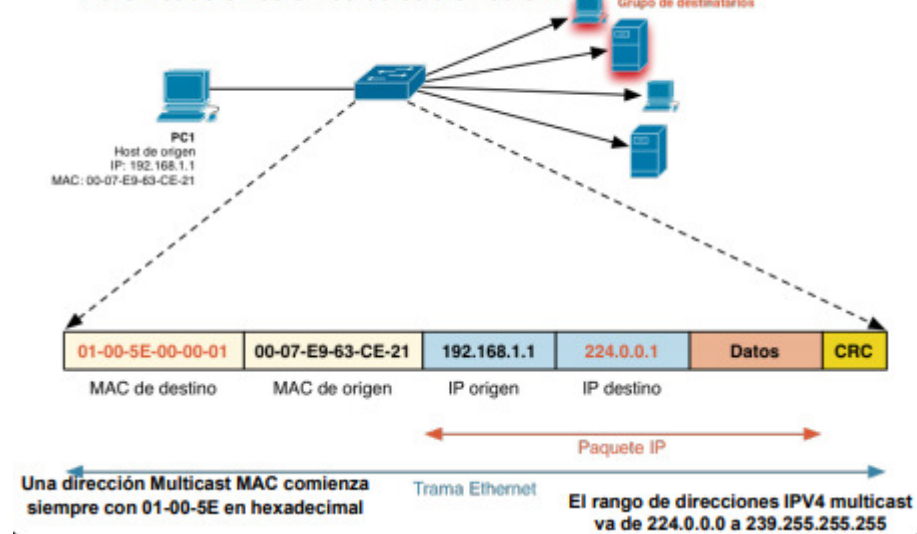 Grupo de destinatarios
PC1
Host de origen
IP: 192.168.1.1
MAC: 00-07-E9-63-CE-21
01-00-5E-00-00-01 00-07-E9-63-CE-21 192.168.1.1 224.0.0.1 Datos CRC
MAC de destino MAC de origen IP origen IP destino
Paquete IP
Trama Ethernet
Una dirección Multicast MAC comienza
siempre con 01-00-5E en hexadecimal
El rango de direcciones IPV4 multicast
va de 224.0.0.0 a 239.255.255.255